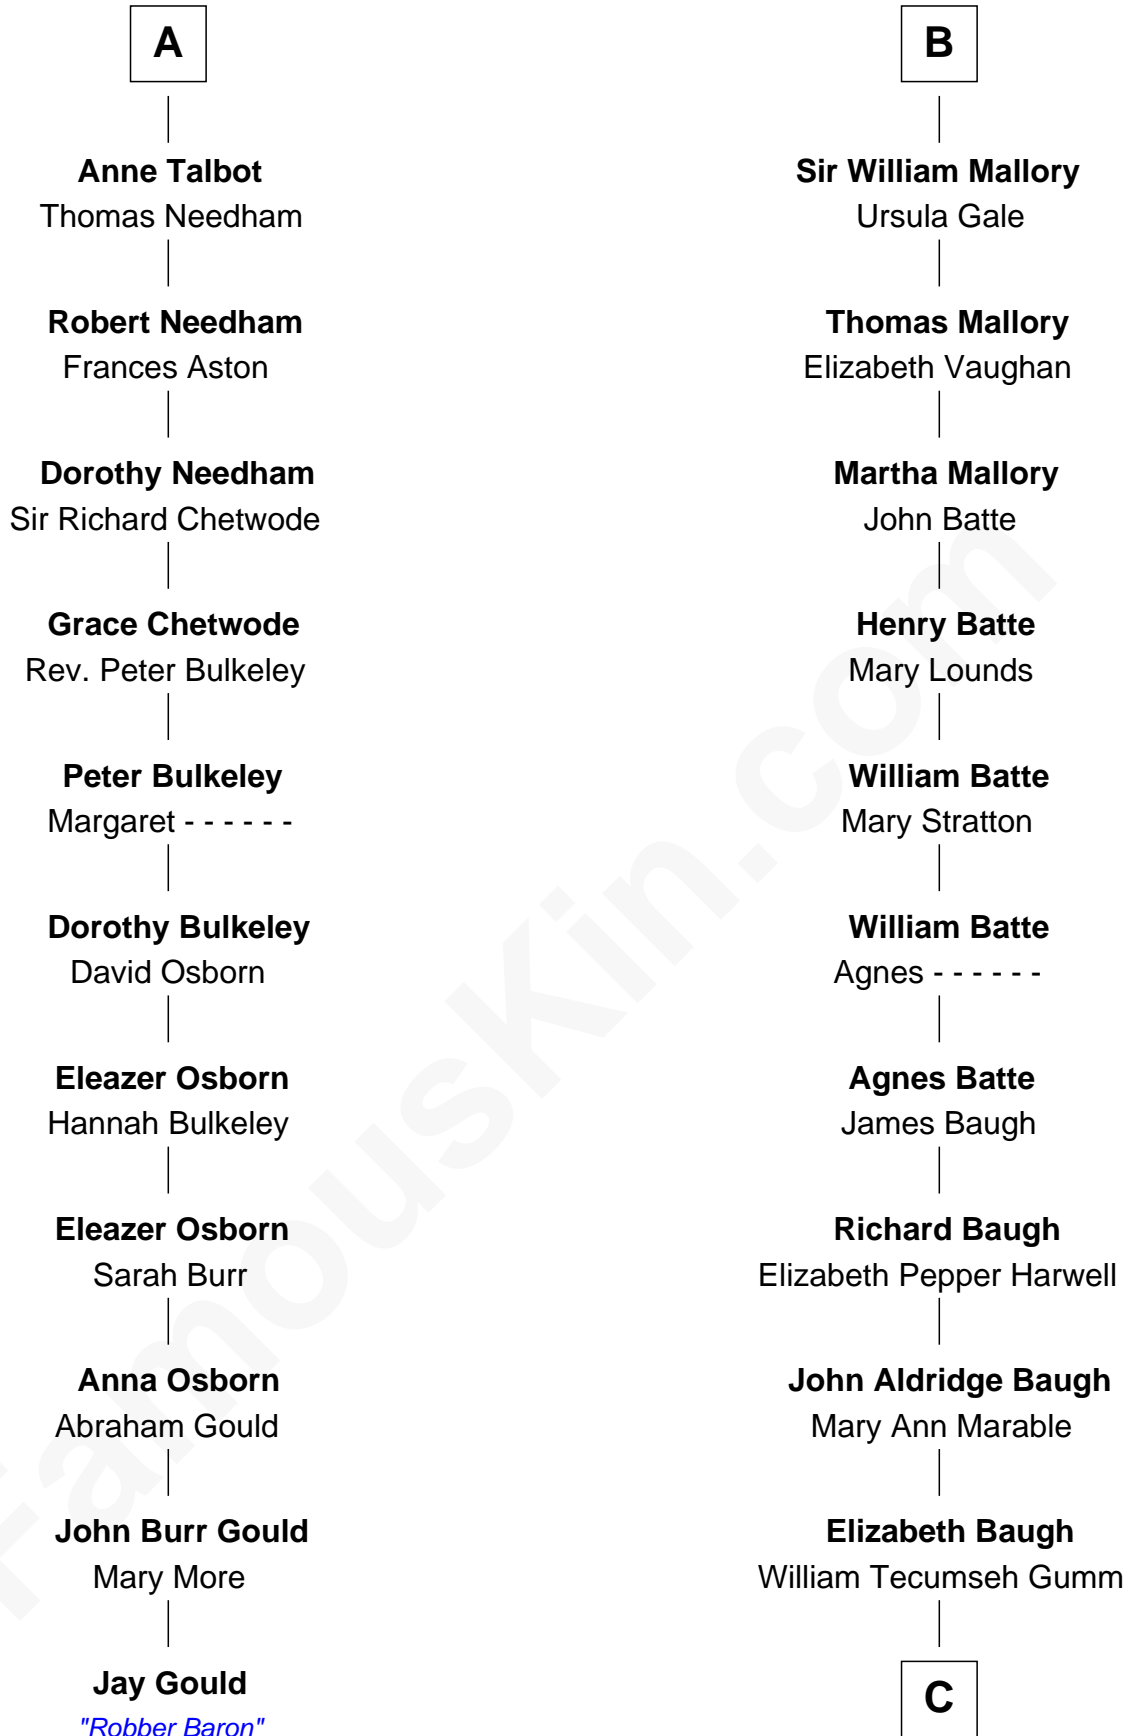 A
Anne Talbot
Thomas Needham
Robert Needham
Frances Aston
Dorothy Needham
Sir Richard Chetwode
Grace Chetwode
Rev. Peter Bulkeley
Peter Bulkeley
Margaret - - - - - -
Dorothy Bulkeley
David Osborn
Eleazer Osborn
Hannah Bulkeley
Eleazer Osborn
Sarah Burr
Anna Osborn
Abraham Gould
John Burr Gould
Mary More
Jay Gould
"Robber Baron"
B
Sir William Mallory
Ursula Gale
Thomas Mallory
Elizabeth Vaughan
Martha Mallory
John Batte
Henry Batte
Mary Lounds
William Batte
Mary Stratton
William Batte
Agnes - - - - - -
Agnes Batte
James Baugh
Richard Baugh
Elizabeth Pepper Harwell
John Aldridge Baugh
Mary Ann Marable
Elizabeth Baugh
William Tecumseh Gumm
C
FamousKin.com